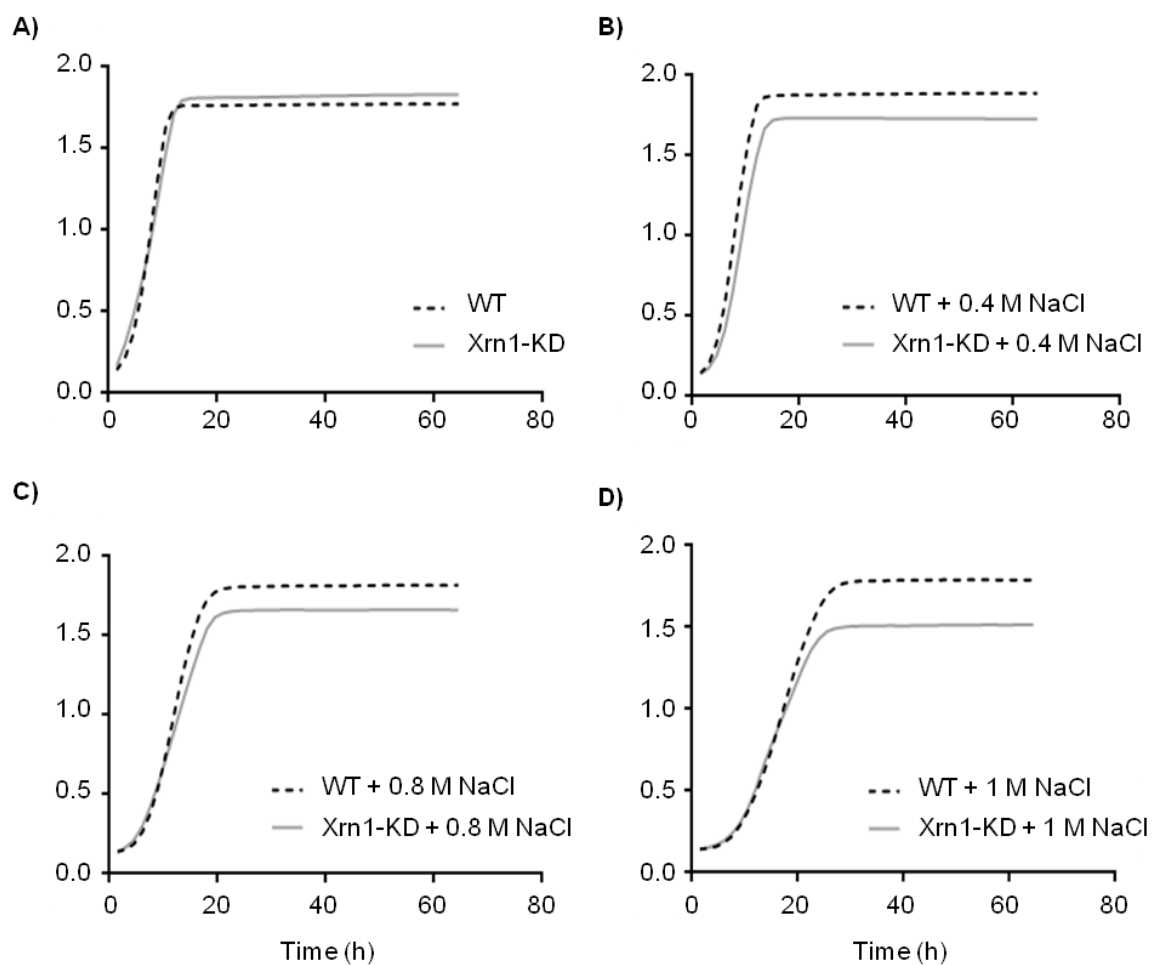 A)
2.0
1.5
1.0
0.5
0.0
0 20 40 60 80
WT
Xrn1-KD
B)
2.0
1.5
1.0
0.5
0.0
0 20 40 60 80
WT + 0.4 M NaCl
Xrn1-KD + 0.4 M NaCl
C)
2.0
1.5
1.0
0.5
0.0
0 20 40 60 80
WT + 0.8 M NaCl
Xrn1-KD + 0.8 M NaCl
Time (h)
D)
2.0
1.5
1.0
0.5
0.0
0 20 40 60 80
WT + 1 M NaCl
Xrn1-KD + 1 M NaCl
Time (h)